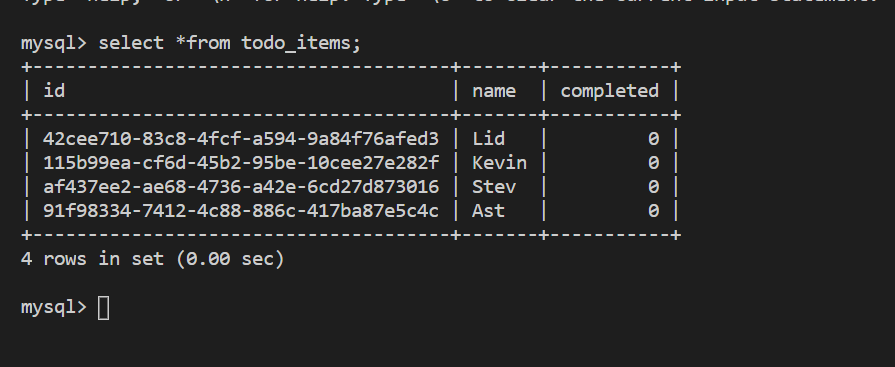 mysql> select *from todo_items;
+--------------------------------------+-------+-----------+
| id                                   | name  | completed |
+--------------------------------------+-------+-----------+
| 42cee710-83c8-4fcf-a594-9a84f76afed3 | Lid   |         0 |
| 115b99ea-cf6d-45b2-95be-10cee27e282f | Kevin |         0 |
| af437ee2-ae68-4736-a42e-6cd27d873016 | Stev  |         0 |
| 91f98334-7412-4c88-886c-417ba87e5c4c | Ast   |         0 |
+--------------------------------------+-------+-----------+
4 rows in set (0.00 sec)
mysql>